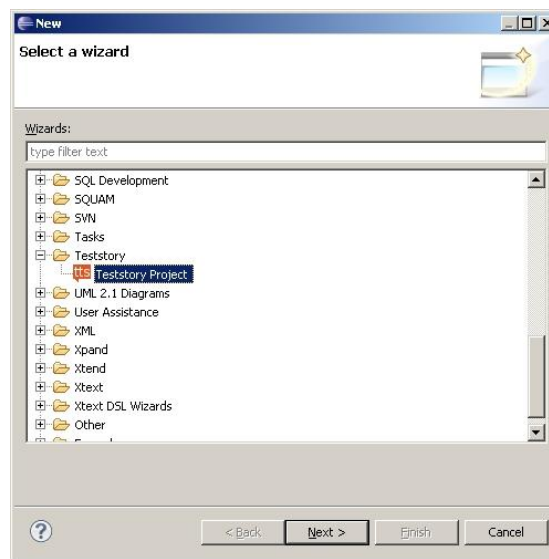 New
Select a wizard
Wizards:
type filter text
SQL Development
SQUAM
SVN
Tasks
Teststory
tts Teststory Project
UML 2.1 Diagrams
User Assistance
XML
Xpand
Xtend
Xtext
Xtext DSL Wizards
Other
? < Back Next > Finish Cancel